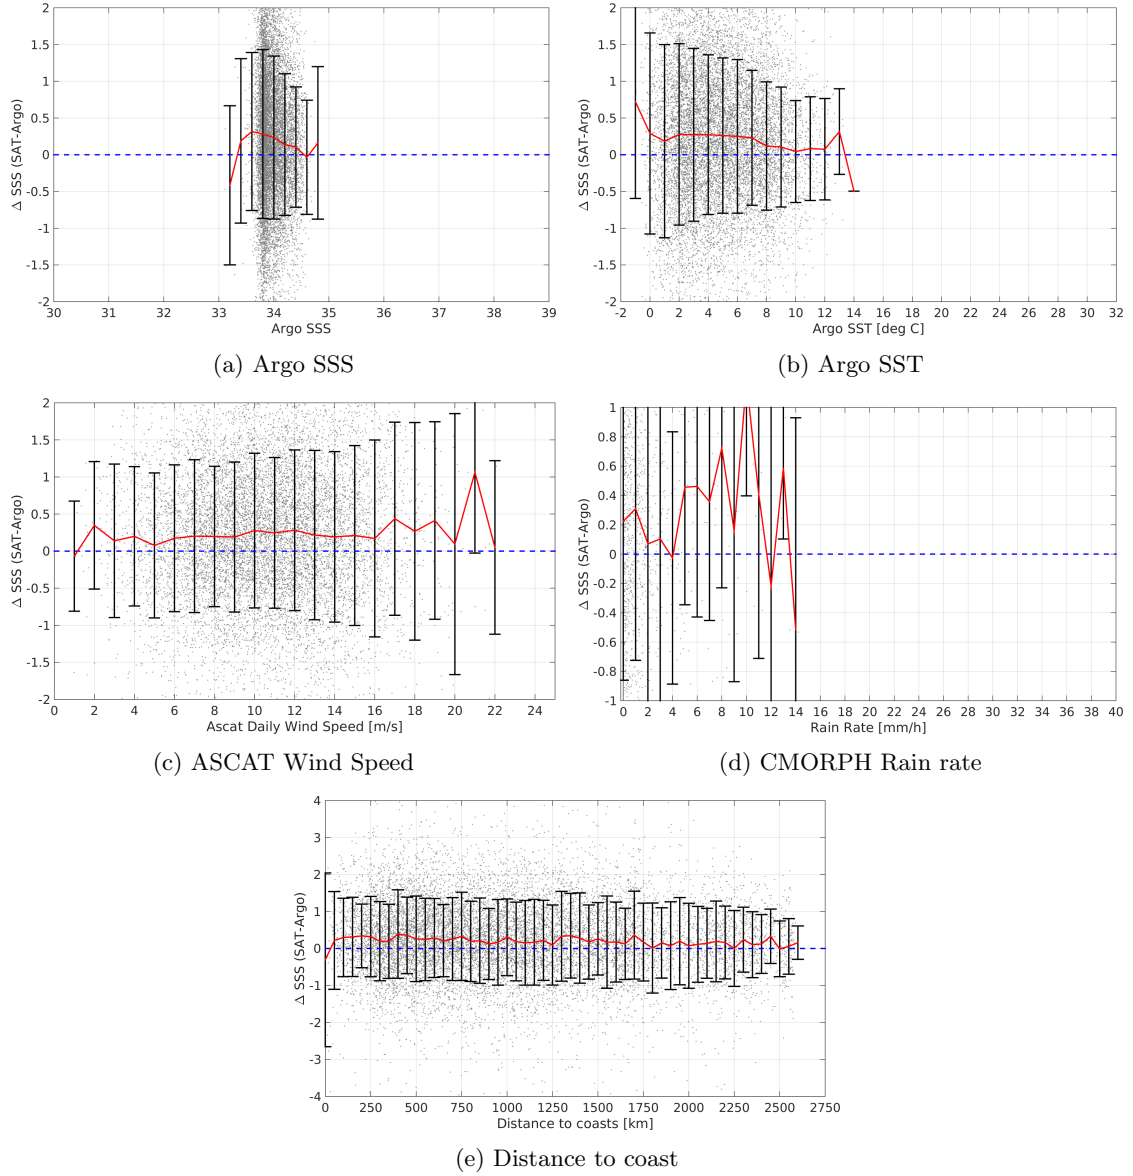 2
1.5
1
0.5
0
-0.5
-1
-1.5
-2
Δ SSS (SAT-Argo)
30 31 32 33 34 35 36 37 38 39
Argo SSS
(a) Argo SSS
2
1.5
1
0.5
0
-0.5
-1
-1.5
-2
Δ SSS (SAT-Argo)
-2 0 2 4 6 8 10 12 14 16 18 20 22 24 26 28 30 32
Argo SST [deg C]
(b) Argo SST
2
1.5
1
0.5
0
-0.5
-1
-1.5
-2
Δ SSS (SAT-Argo)
0 2 4 6 8 10 12 14 16 18 20 22 24
Ascat Daily Wind Speed [m/s]
(c) ASCAT Wind Speed
1
0.8
0.6
0.4
0.2
0
-0.2
-0.4
-0.6
-0.8
-1
Δ SSS (SAT-Argo)
0 2 4 6 8 10 12 14 16 18 20 22 24 26 28 30 32 34 36 38 40
Rain Rate [mm/h]
(d) CMORPH Rain rate
4
3
2
1
0
-1
-2
-3
-4
Δ SSS (SAT-Argo)
0 250 500 750 1000 1250 1500 1750 2000 2250 2500 2750
Distance to coasts [km]
(e) Distance to coast